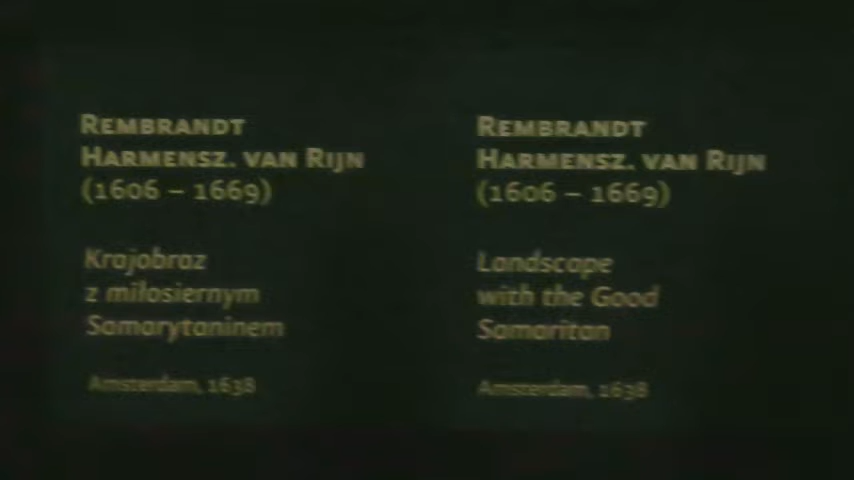 REMBRANDT
HARMENSZ. VAN RIJN
(1606 – 1669)
Krajobraz
z miłosiernym
Samarytaninem
Amsterdam, 1638
REMBRANDT
HARMENSZ. VAN RIJN
(1606 – 1669)
Landscape
with the Good
Samaritan
Amsterdam, 1638